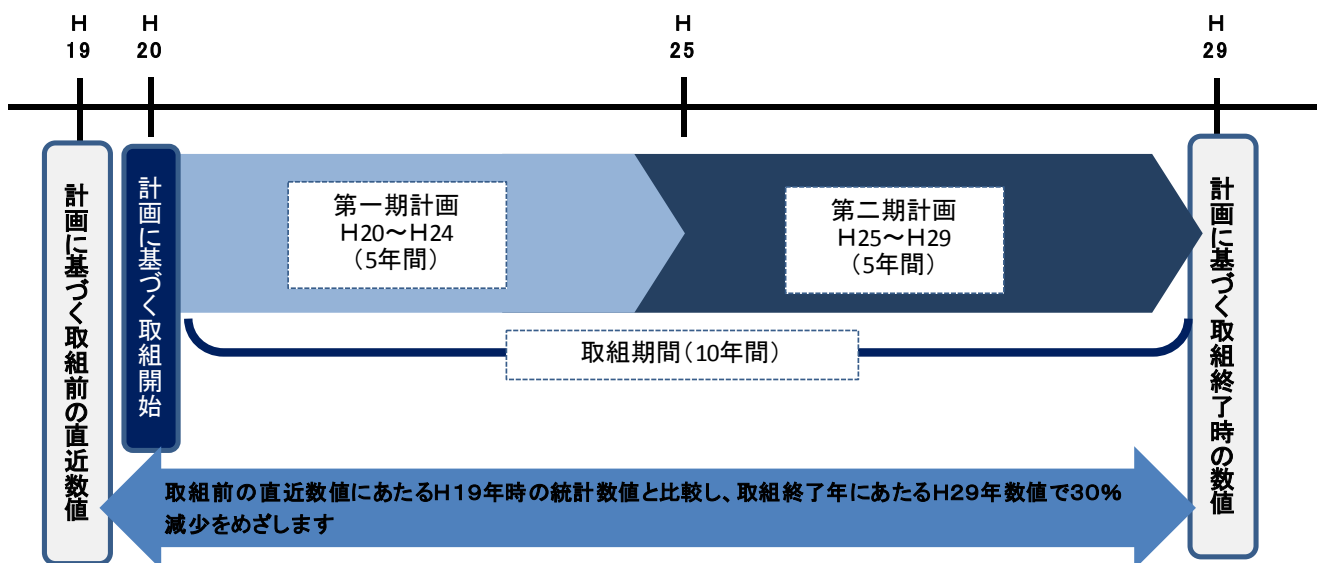 H
19
H
20
H
25
H
29
計画に基づく取組前の直近数値
計画に基づく取組開始
第一期計画
H20～H24
（5年間）
第二期計画
H25～H29
（5年間）
計画に基づく取組終了時の数値
取組期間（10年間）
取組前の直近数値にあたるH19年時の統計数値と比較し、取組終了年にあたるH29年数値で30％
減少をめざします